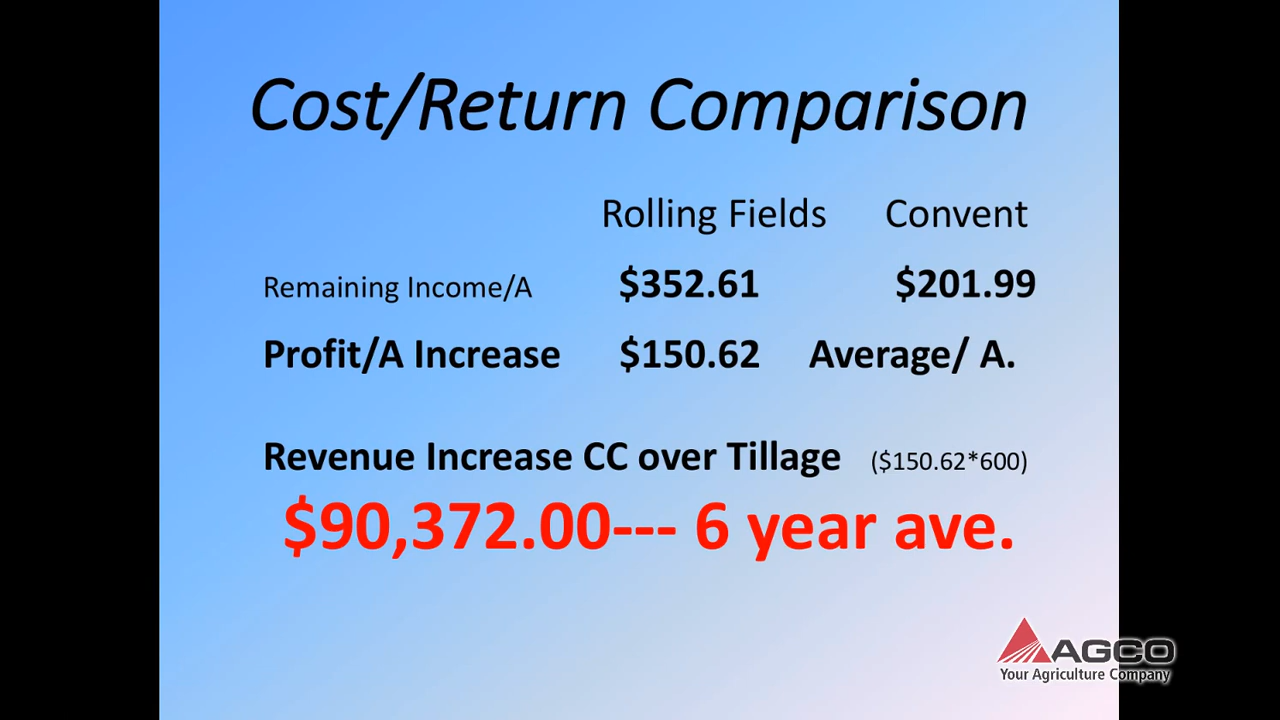 Cost/Return Comparison
Rolling Fields Convent
Remaining Income/A $352.61 $201.99
Profit/A Increase $150.62 Average/ A.
Revenue Increase CC over Tillage ($150.62*600)
$90,372.00--- 6 year ave.
AGCO
Your Agriculture Company